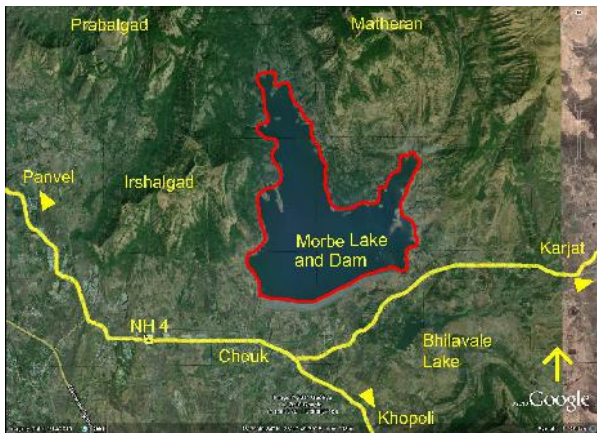 Prabalgad
Matheran
Panvel
Irshalgad
Morbe Lake
and Dam
Karjat
NH 4
Chouk
Bhilavale
Lake
Google
Khopoli